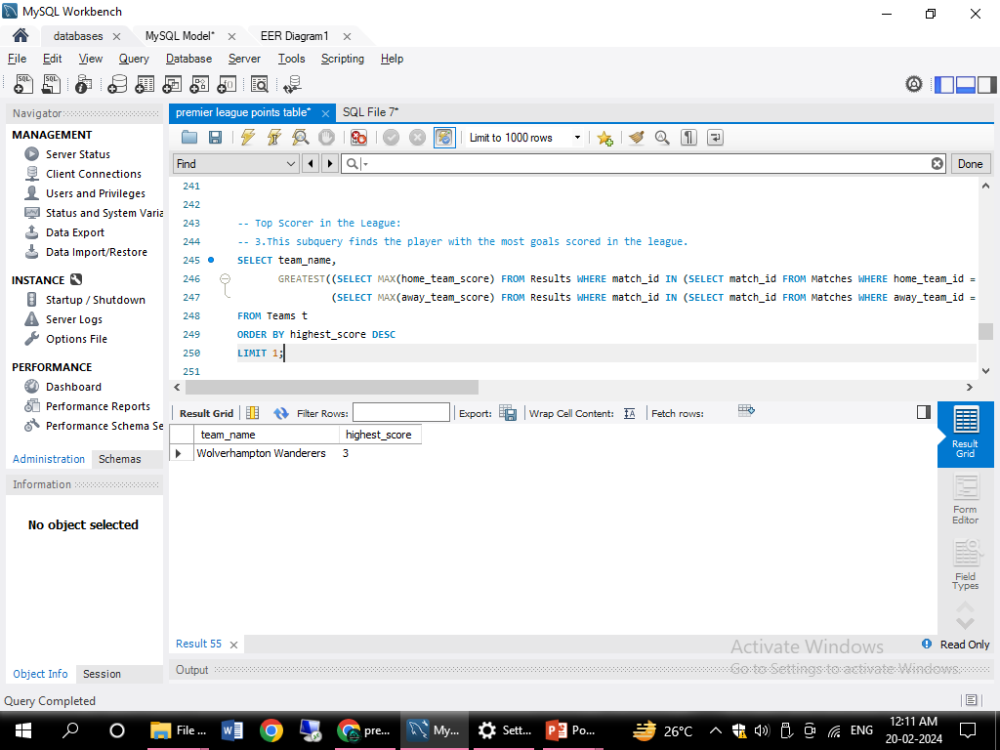 MySQL Workbench
databases
MySQL Model*
EER Diagram1
File Edit View Query Database Server Tools Scripting Help
Navigator
MANAGEMENT
Server Status
Client Connections
Users and Privileges
Status and System Varia
Data Export
Data Import/Restore
INSTANCE
Startup / Shutdown
Server Logs
Options File
PERFORMANCE
Dashboard
Performance Reports
Performance Schema Se
Administration Schemas
Information
No object selected
Object Info Session
premier league points table*
SQL File 7*
Limit to 1000 rows
Find
Done
241
242
243 -- Top Scorer in the League:
244 -- 3.This subquery finds the player with the most goals scored in the league.
245 SELECT team_name,
246 GREATEST((SELECT MAX(home_team_score) FROM Results WHERE match_id IN (SELECT match_id FROM Matches WHERE home_team_id =
247 (SELECT MAX(away_team_score) FROM Results WHERE match_id IN (SELECT match_id FROM Matches WHERE away_team_id =
248 FROM Teams t
249 ORDER BY highest_score DESC
250 LIMIT 1;
251
Result Grid Filter Rows: Export: Wrap Cell Content: Fetch rows:
team_name highest_score
Wolverhampton Wanderers 3
Result
Grid
Form
Editor
Field
Types
Result 55
Read Only
Activate Windows
Go to Settings to activate Windows.
Output
Query Completed
File ...
pre...
My...
Sett...
Po...
26°C
ENG
12:11 AM
20-02-2024